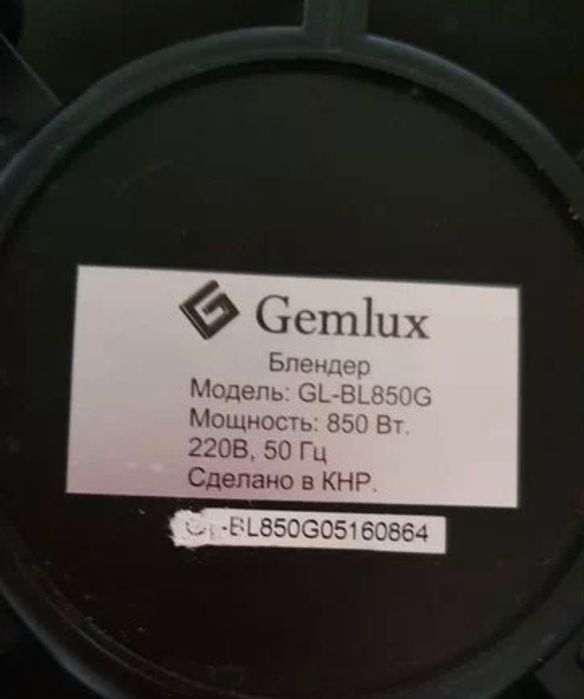 Gemlux
Блендер
Модель: GL-BL850G
Мощность: 850 Вт.
220В, 50 Гц
Сделано в КНР.
-BL850G05160864